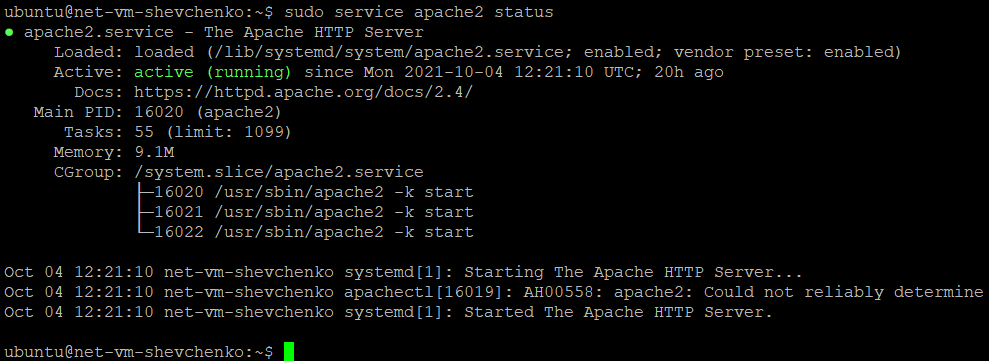 ubuntu@net-vm-shevchenko:~$ sudo service apache2 status
● apache2.service - The Apache HTTP Server
     Loaded: loaded (/lib/systemd/system/apache2.service; enabled; vendor preset: enabled)
     Active: active (running) since Mon 2021-10-04 12:21:10 UTC; 20h ago
       Docs: https://httpd.apache.org/docs/2.4/
   Main PID: 16020 (apache2)
      Tasks: 55 (limit: 1099)
     Memory: 9.1M
     CGroup: /system.slice/apache2.service
             ├─16020 /usr/sbin/apache2 -k start
             ├─16021 /usr/sbin/apache2 -k start
             └─16022 /usr/sbin/apache2 -k start

Oct 04 12:21:10 net-vm-shevchenko systemd[1]: Starting The Apache HTTP Server...
Oct 04 12:21:10 net-vm-shevchenko apachectl[16019]: AH00558: apache2: Could not reliably determine
Oct 04 12:21:10 net-vm-shevchenko systemd[1]: Started The Apache HTTP Server.

ubuntu@net-vm-shevchenko:~$